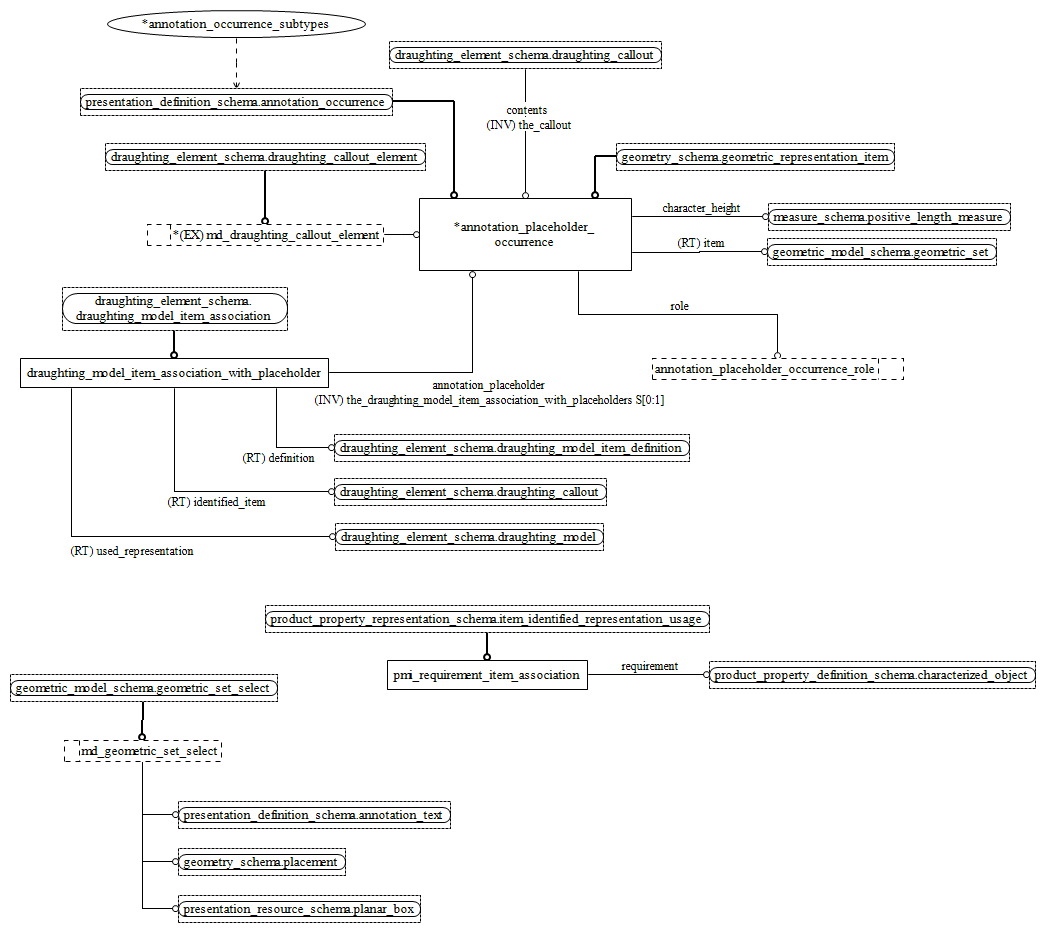 *annotation_occurrence_subtypes
draughting_element_schema.draughting_callout
presentation_definition_schema.annotation_occurrence
contents
(INV) the_callout
draughting_element_schema.draughting_callout_element
geometry_schema.geometric_representation_item
character_height
measure_schema.positive_length_measure
*(EX) md_draughting_callout_element
*annotation_placeholder_
occurrence
(RT) item
geometric_model_schema.geometric_set
draughting_element_schema.
draughting_model_item_association
role
draughting_model_item_association_with_placeholder
annotation_placeholder_occurrence_role
annotation_placeholder
(INV) the_draughting_model_item_association_with_placeholders S[0:1]
draughting_element_schema.draughting_model_item_definition
(RT) definition
draughting_element_schema.draughting_callout
(RT) identified_item
draughting_element_schema.draughting_model
(RT) used_representation
product_property_representation_schema.item_identified_representation_usage
pmi_requirement_item_association
requirement
product_property_definition_schema.characterized_object
geometric_model_schema.geometric_set_select
md_geometric_set_select
presentation_definition_schema.annotation_text
geometry_schema.placement
presentation_resource_schema.planar_box